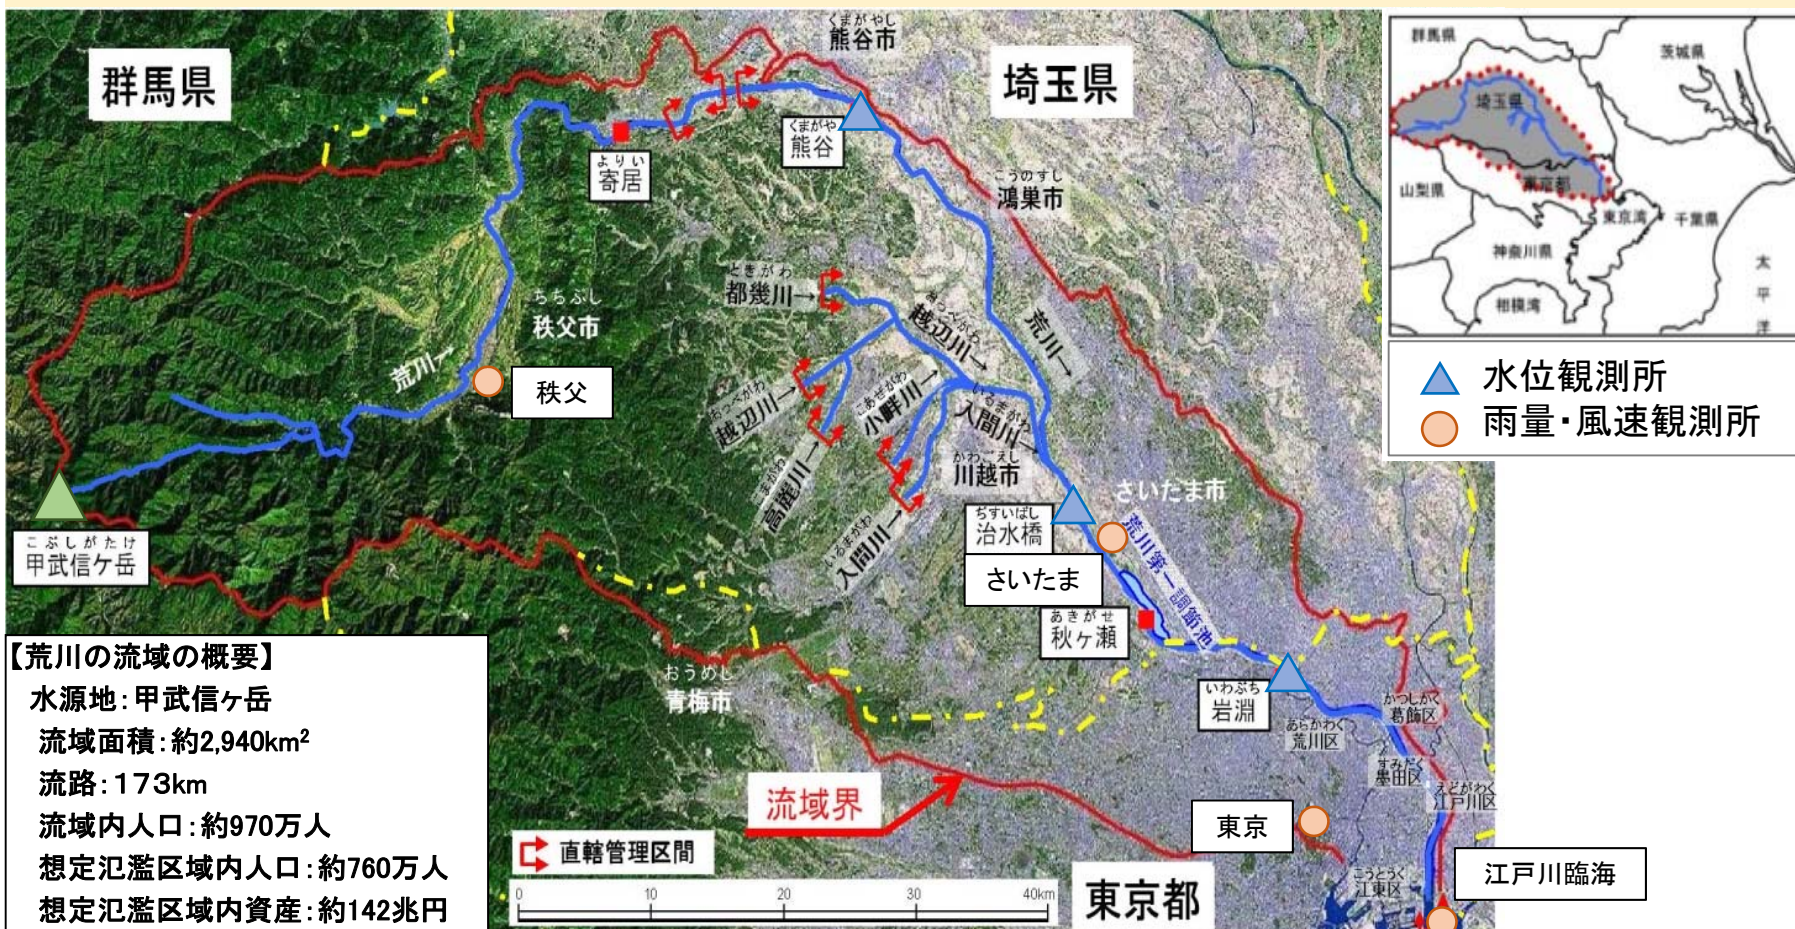 群馬県
くまがやし
熊谷市
埼玉県
くまがや
熊谷
よりい
寄居
こうのすし
鴻巣市
ときがわ
都幾川→
おっぺがわ
越辺川→
荒川→
ちちぶし
秩父市
荒川→
秩父
おっぺがわ
越辺川→
こあぜがわ
小畔川→
いるまがわ
入間川→
こまがわ
高麗川→
かわごえし
川越市
いるまがわ
入間川→
さいたま市
ぢすいばし
治水橋
さいたま
荒川第一調節池
あきがせ
秋ヶ瀬
こぶしがたけ
甲武信ケ岳
おうめし
青梅市
いわぶち
岩淵
あらかわく
荒川区
かつしかく
葛飾区
すみだく
墨田区
えどがわく
江戸川区
流域界
東京
こうとうく
江東区
江戸川臨海
東京都
直轄管理区間
0 10 20 30 40km
【荒川の流域の概要】
水源地：甲武信ヶ岳
流域面積：約2,940km²
流路：173km
流域内人口：約970万人
想定氾濫区域内人口：約760万人
想定氾濫区域内資産：約142兆円
群馬県
茨城県
埼玉県
山梨県
東京都
東京湾
千葉県
神奈川県
相模湾
太平洋
水位観測所
雨量・風速観測所